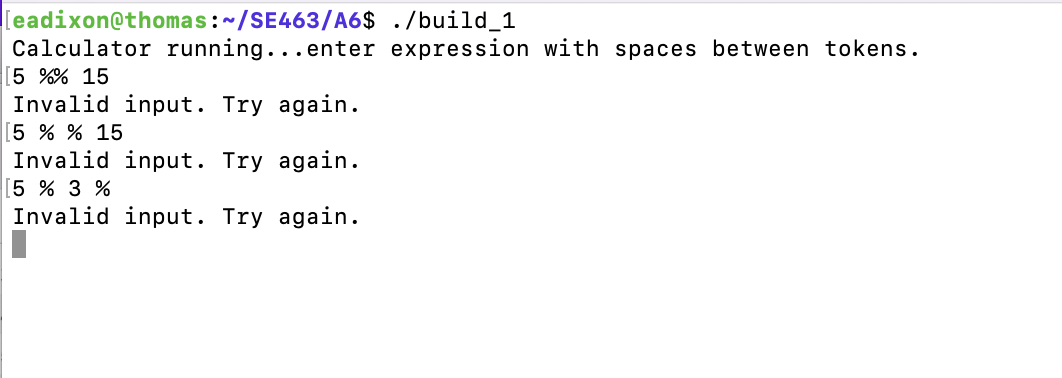 [eadixon@thomas:~/SE463/A6$ ./build_1
Calculator running...enter expression with spaces between tokens.
[5 %% 15
Invalid input. Try again.
[5 % % 15
Invalid input. Try again.
[5 % 3 %
Invalid input. Try again.